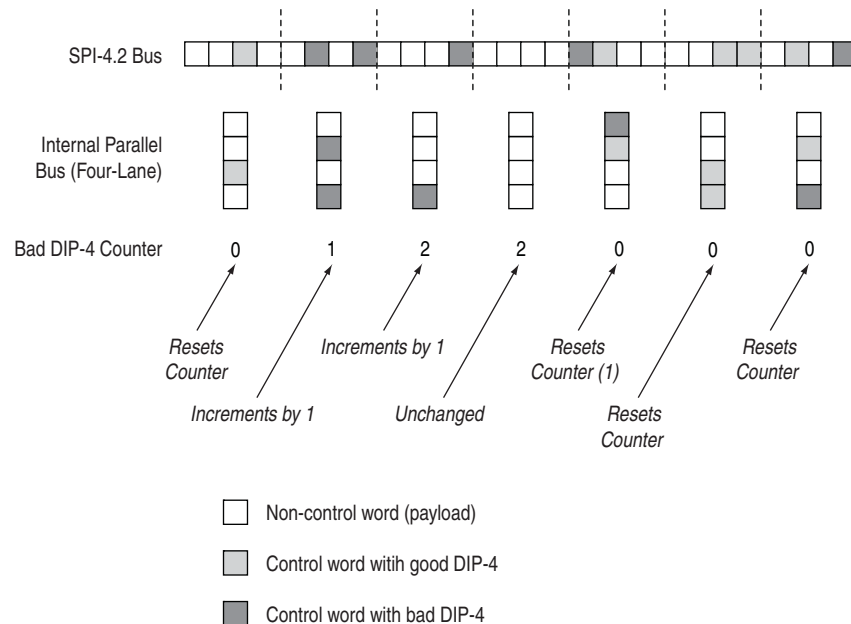 SPI-4.2 Bus
Internal Parallel
Bus (Four-Lane)
Bad DIP-4 Counter
0 1 2 2 0 0 0
Resets
Counter
Increments by 1
Increments by 1
Unchanged
Resets
Counter (1)
Resets
Counter
Resets
Counter
Non-control word (payload)
Control word witih good DIP-4
Control word with bad DIP-4